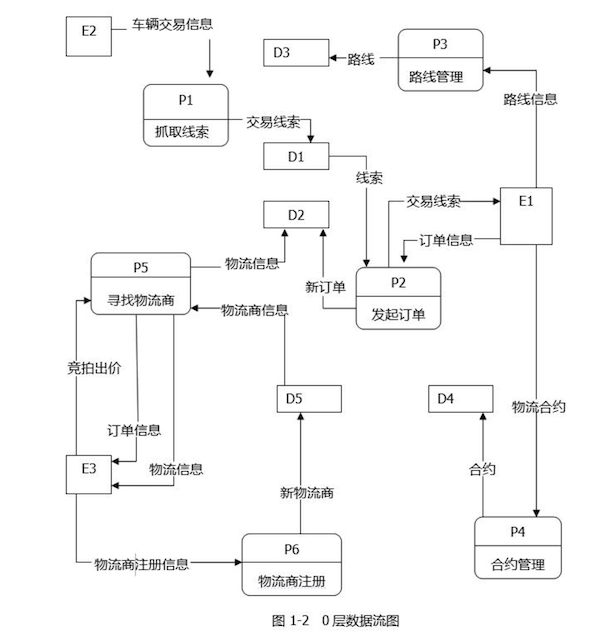 E2
车辆交易信息
D3
路线
P3
路线管理
P1
抓取线索
交易线索
路线信息
D1
线索
D2
交易线索
E1
订单信息
P5
寻找物流商
物流信息
新订单
P2
发起订单
物流商信息
竞拍出价
D5
D4
物流合约
订单信息
E3
物流信息
合约
新物流商
P4
合约管理
物流商注册信息
P6
物流商注册
图 1-2 0 层数据流图